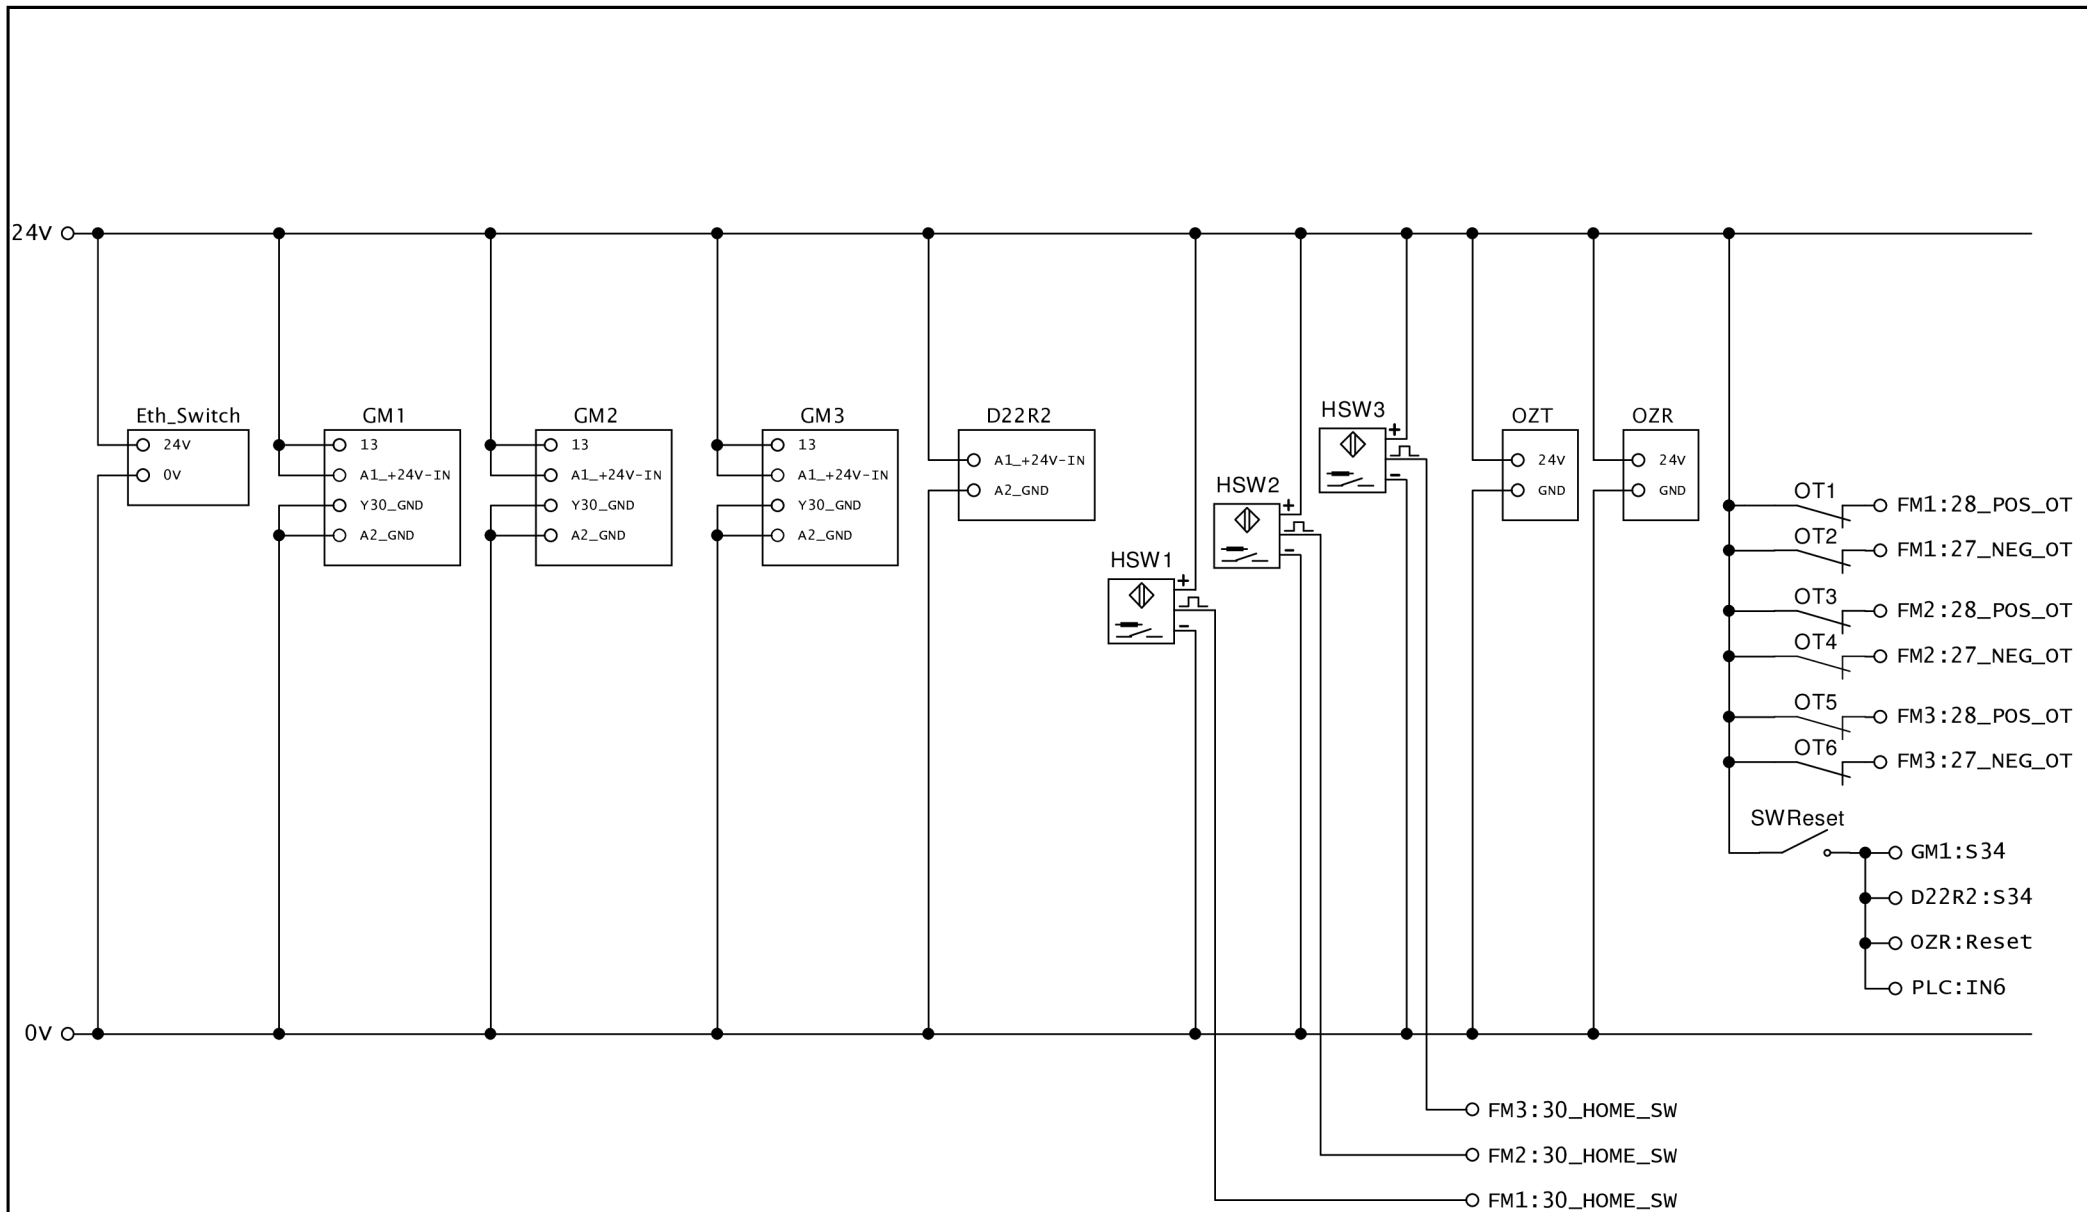 24V
Eth_Switch
24V
0V
GM1
13
A1_+24V-IN
Y30_GND
A2_GND
GM2
13
A1_+24V-IN
Y30_GND
A2_GND
GM3
13
A1_+24V-IN
Y30_GND
A2_GND
D22R2
A1_+24V-IN
A2_GND
HSW1
+
-
HSW2
+
-
HSW3
+
-
OZT
24V
GND
OZR
24V
GND
OT1
FM1:28_POS_OT
OT2
FM1:27_NEG_OT
OT3
FM2:28_POS_OT
OT4
FM2:27_NEG_OT
OT5
FM3:28_POS_OT
OT6
FM3:27_NEG_OT
SWReset
GM1:S34
D22R2:S34
OZR:Reset
PLC:IN6
0V
FM3:30_HOME_SW
FM2:30_HOME_SW
FM1:30_HOME_SW